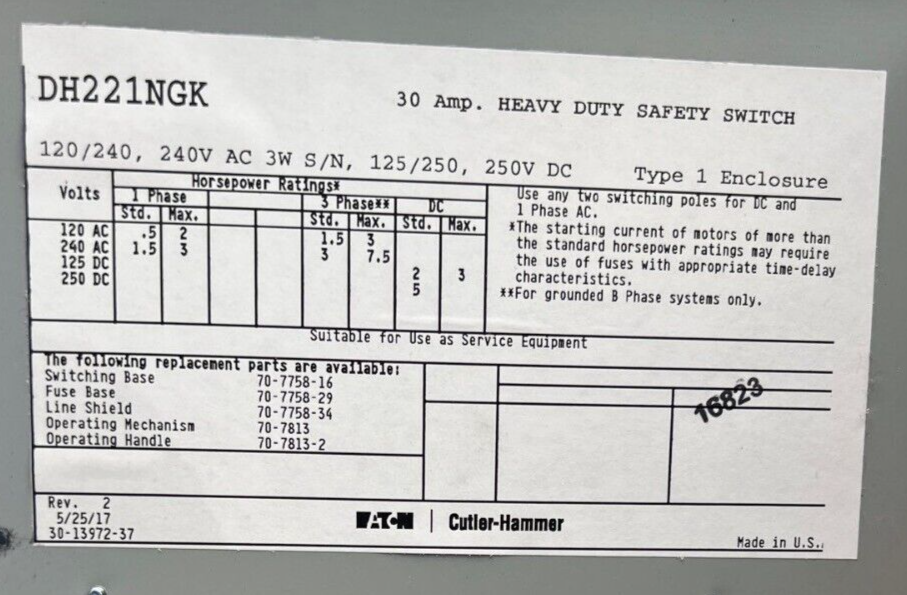 DH221NGK
30 Amp. HEAVY DUTY SAFETY SWITCH
120/240, 240V AC 3W S/N, 125/250, 250V DC Type 1 Enclosure
Volts
Horsepower Ratings*
1 Phase 3 Phase** DC
Std. Max. Std. Max. Std. Max.
120 AC .5 2 1.5 3
240 AC 1.5 3 3 7.5
125 DC 2 3
250 DC 5
Use any two switching poles for DC and
1 Phase AC.
*The starting current of motors of more than
the standard horsepower ratings may require
the use of fuses with appropriate time-delay
characteristics.
**For grounded B Phase systems only.
Suitable for Use as Service Equipment
The following replacement parts are available:
Switching Base 70-7758-16
Fuse Base 70-7758-29
Line Shield 70-7758-34
Operating Mechanism 70-7813
Operating Handle 70-7813-2
16823
Rev. 2
5/25/17
30-13972-37
EATON | Cutler-Hammer
Made in U.S.